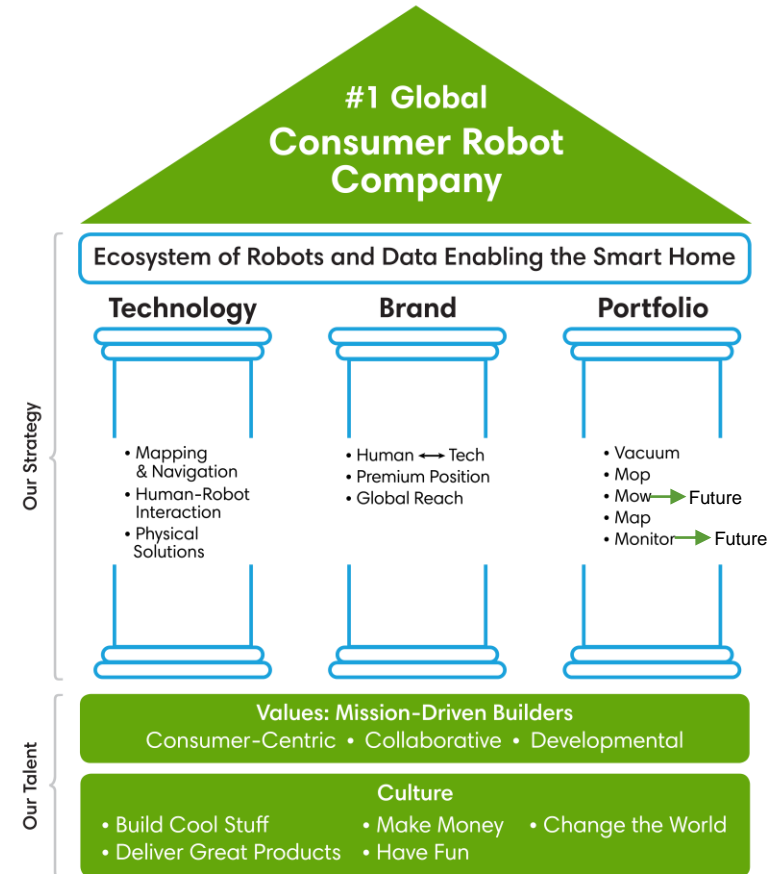 #1 Global
Consumer Robot
Company
Ecosystem of Robots and Data Enabling the Smart Home
Our Strategy
Technology
• Mapping
& Navigation
• Human-Robot
Interaction
• Physical
Solutions
Brand
• Human ↔ Tech
• Premium Position
• Global Reach
Portfolio
• Vacuum
• Mop
• Mow → Future
• Map
• Monitor → Future
Our Talent
Values: Mission-Driven Builders
Consumer-Centric • Collaborative • Developmental
Culture
• Build Cool Stuff • Make Money • Change the World
• Deliver Great Products • Have Fun